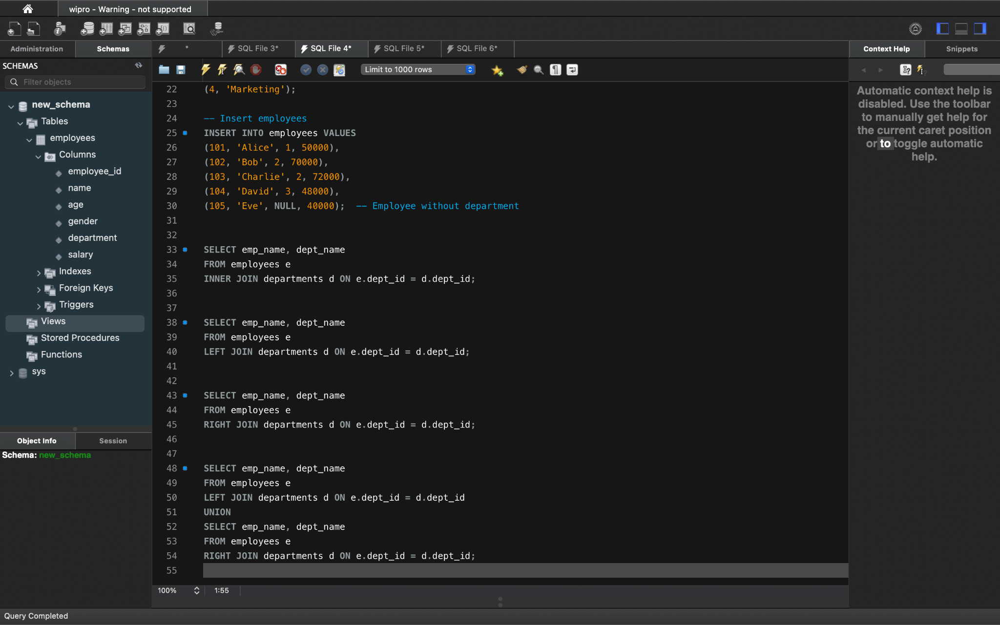 wipro - Warning - not supported
Administration
Schemas
*
SQL File 3*
SQL File 4*
SQL File 5*
SQL File 6*
Context Help
Snippets
SCHEMAS
Filter objects
Limit to 1000 rows
new_schema
Tables
employees
Columns
employee_id
name
age
gender
department
salary
Indexes
Foreign Keys
Triggers
Views
Stored Procedures
Functions
sys
Object Info
Session
Schema: new_schema
22 (4, 'Marketing');
23
24 -- Insert employees
25 INSERT INTO employees VALUES
26 (101, 'Alice', 1, 50000),
27 (102, 'Bob', 2, 70000),
28 (103, 'Charlie', 2, 72000),
29 (104, 'David', 3, 48000),
30 (105, 'Eve', NULL, 40000);  -- Employee without department
31
32
33 SELECT emp_name, dept_name
34 FROM employees e
35 INNER JOIN departments d ON e.dept_id = d.dept_id;
36
37
38 SELECT emp_name, dept_name
39 FROM employees e
40 LEFT JOIN departments d ON e.dept_id = d.dept_id;
41
42
43 SELECT emp_name, dept_name
44 FROM employees e
45 RIGHT JOIN departments d ON e.dept_id = d.dept_id;
46
47
48 SELECT emp_name, dept_name
49 FROM employees e
50 LEFT JOIN departments d ON e.dept_id = d.dept_id
51 UNION
52 SELECT emp_name, dept_name
53 FROM employees e
54 RIGHT JOIN departments d ON e.dept_id = d.dept_id;
55
100%
1:55
Automatic context help is
disabled. Use the toolbar
to manually get help for
the current caret position
or to toggle automatic
help.
Query Completed